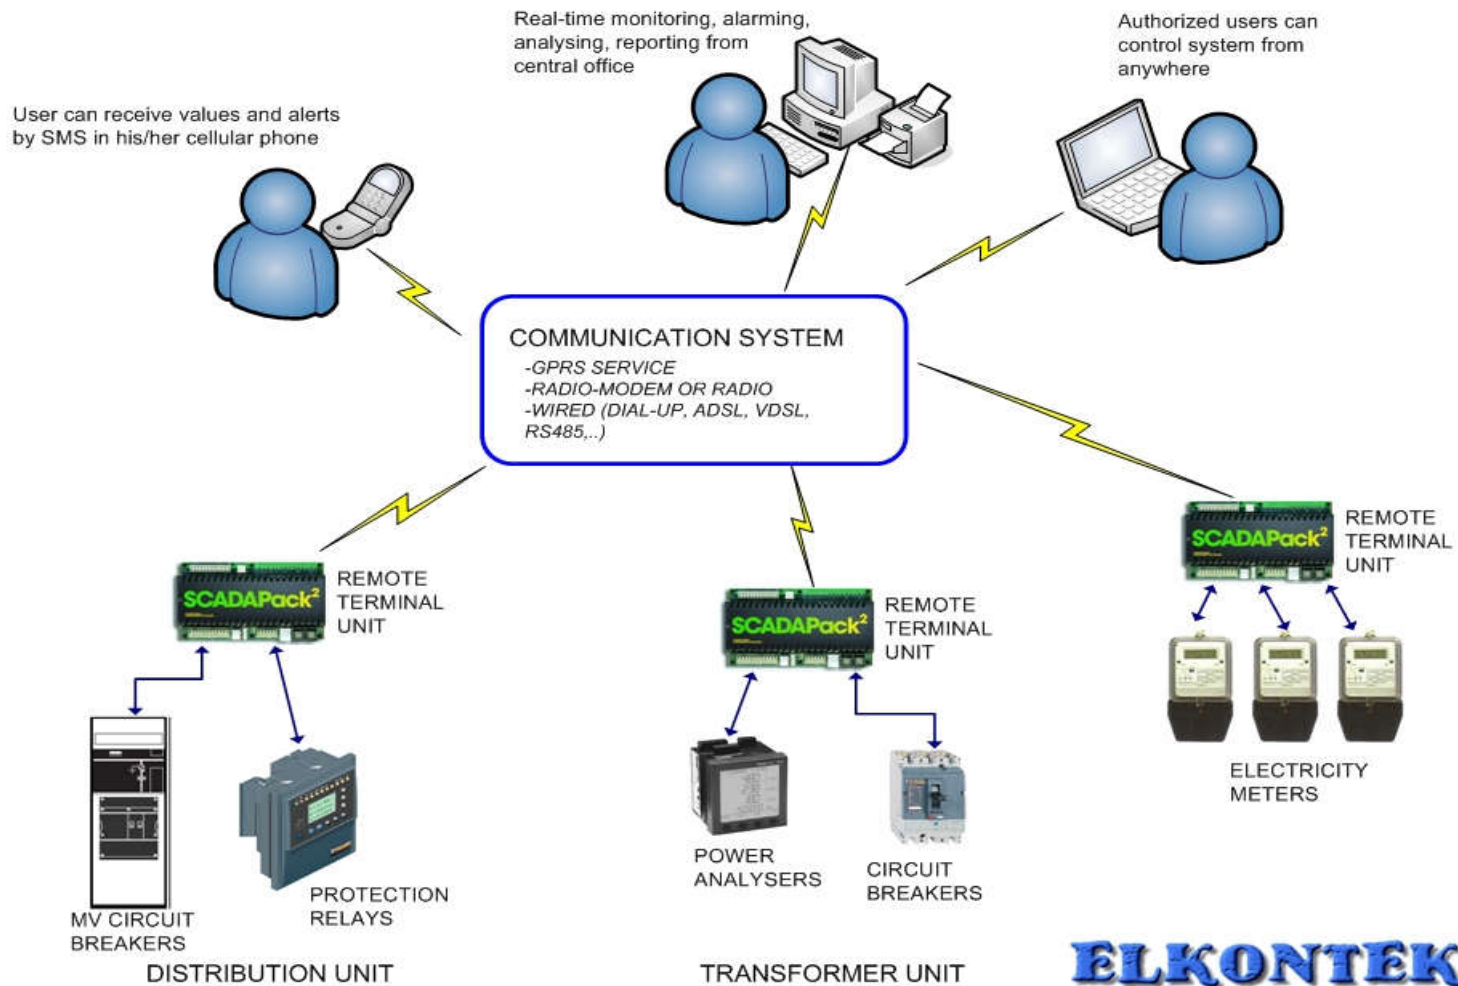 Real-time monitoring, alarming,
analysing, reporting from
central office
Authorized users can
control system from
anywhere
User can receive values and alerts
by SMS in his/her cellular phone
COMMUNICATION SYSTEM
-GPRS SERVICE
-RADIO-MODEM OR RADIO
-WIRED (DIAL-UP, ADSL, VDSL,
RS485,..)
SCADAPack²
REMOTE
TERMINAL
UNIT
SCADAPack²
REMOTE
TERMINAL
UNIT
SCADAPack²
REMOTE
TERMINAL
UNIT
MV CIRCUIT
BREAKERS
PROTECTION
RELAYS
POWER
ANALYSERS
CIRCUIT
BREAKERS
ELECTRICITY
METERS
DISTRIBUTION UNIT
TRANSFORMER UNIT
ELKONTEK